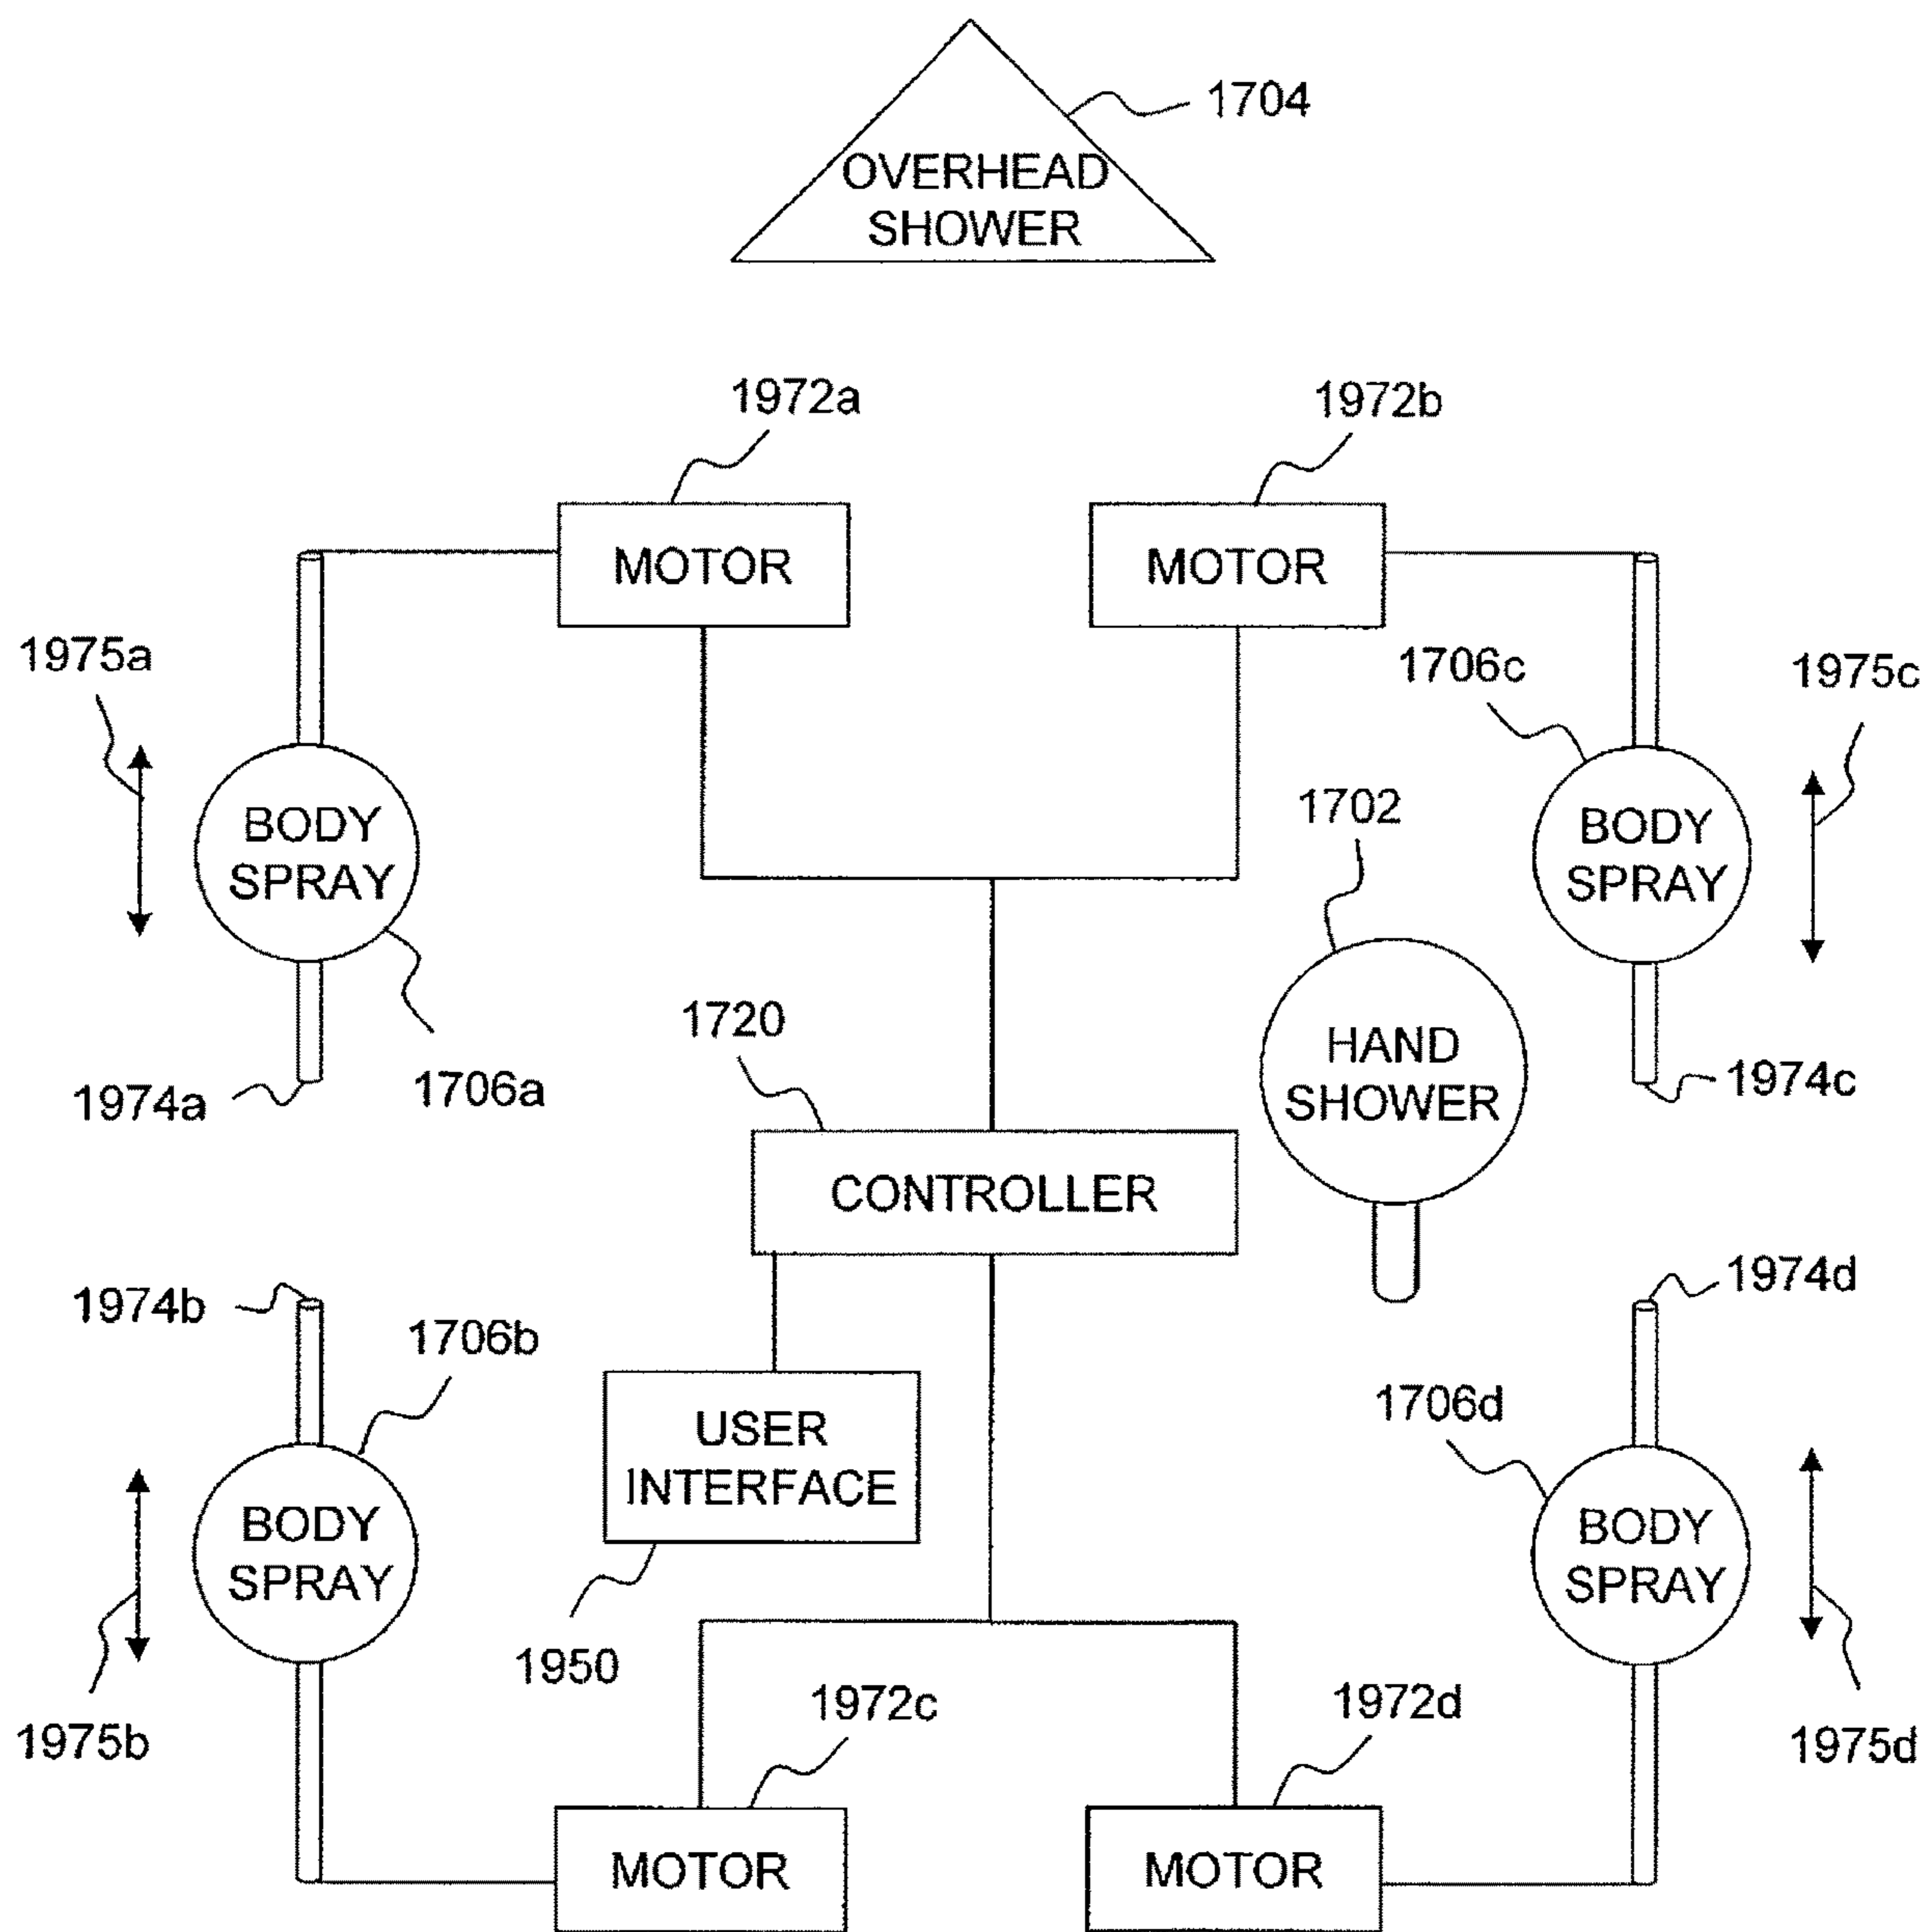 1704
OVERHEAD
SHOWER
1972a
1972b
MOTOR
MOTOR
1975a
1706c
1975c
1702
BODY
SPRAY
BODY
SPRAY
1720
HAND
SHOWER
1974a
1706a
1974c
CONTROLLER
1974b
1974d
1706b
1706d
USER
INTERFACE
BODY
SPRAY
BODY
SPRAY
1950
1972c
1972d
1975b
1975d
MOTOR
MOTOR